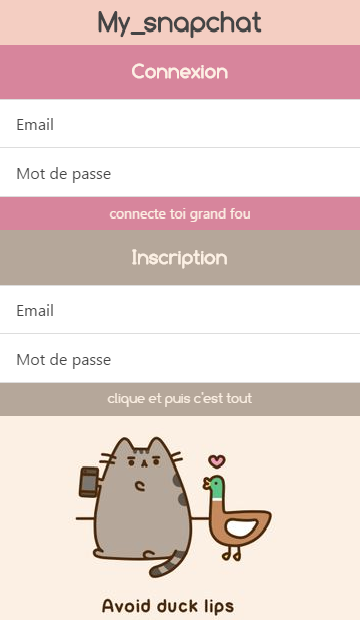 My_snapchat
Connexion
Email
Mot de passe
connecte toi grand fou
Inscription
Email
Mot de passe
clique et puis c'est tout
Avoid duck lips